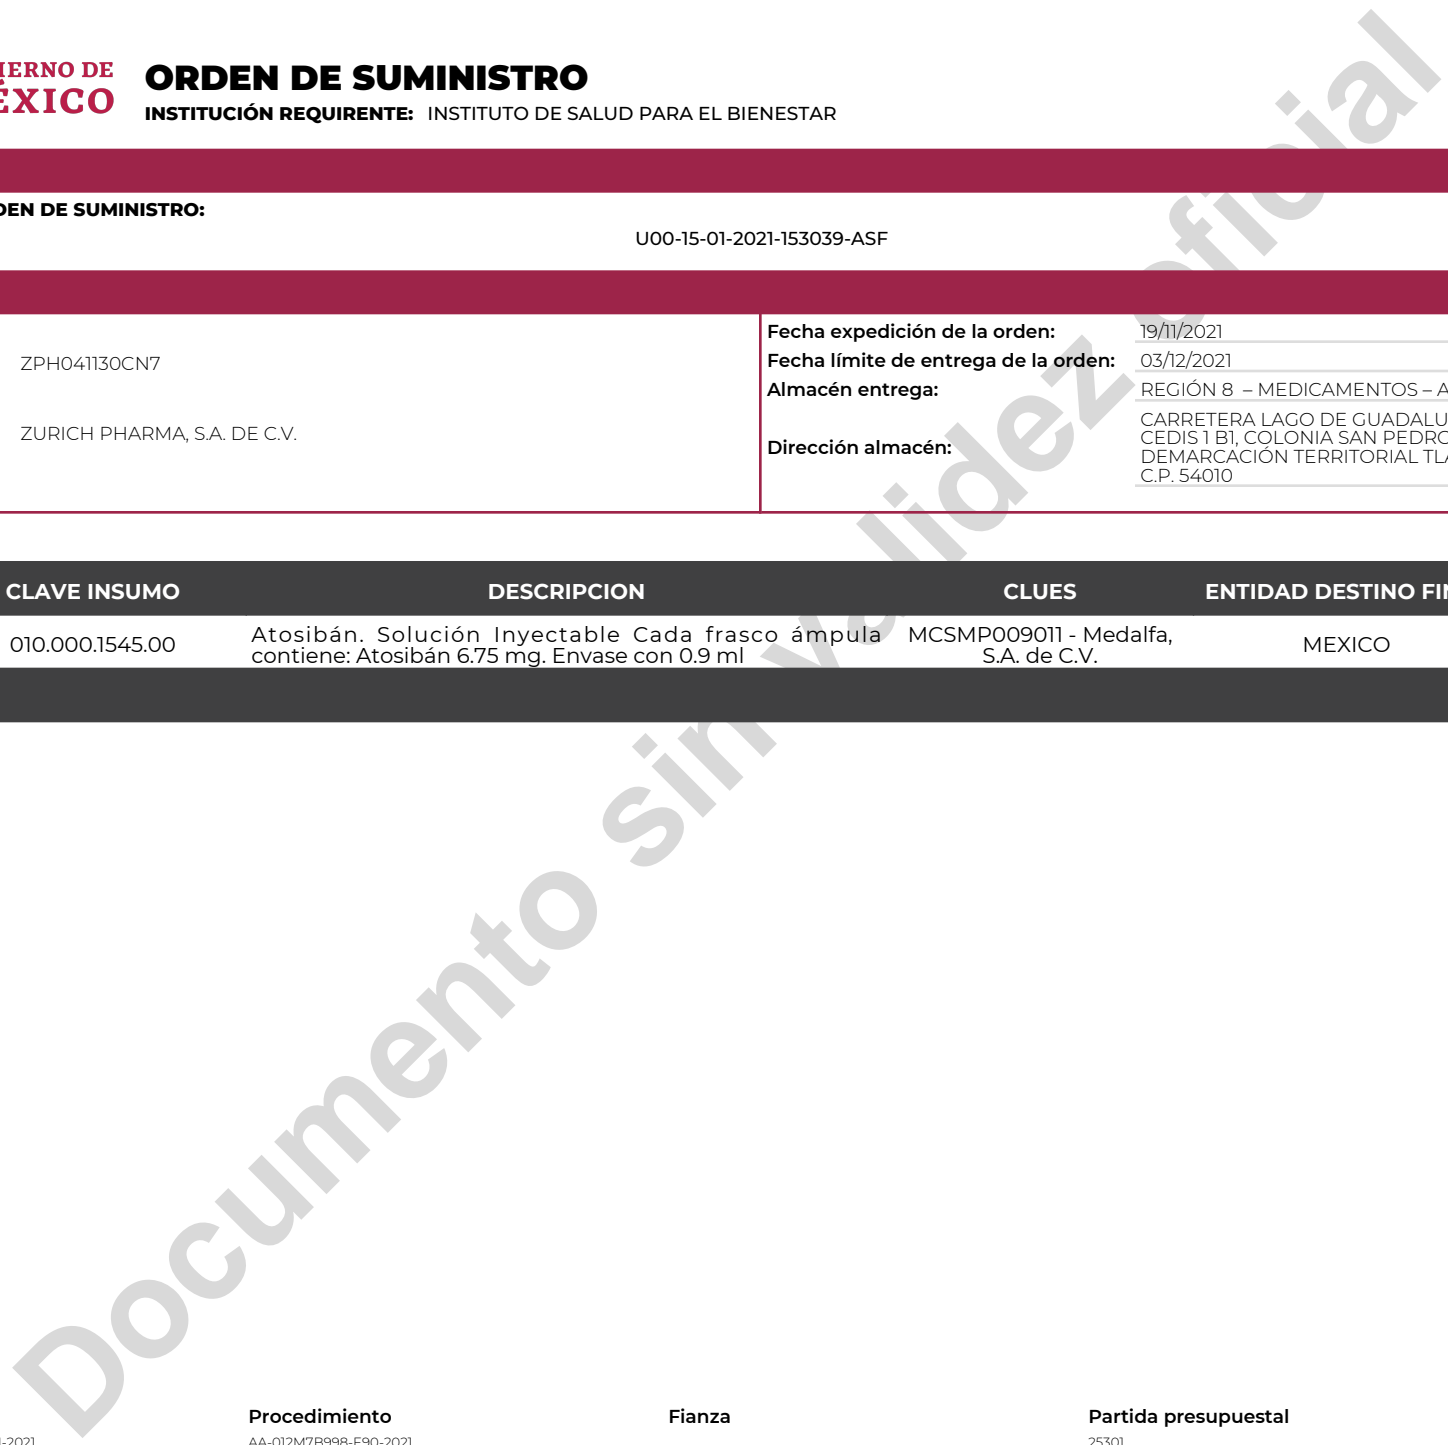 IERNO DE
ÉXICO
ORDEN DE SUMINISTRO
INSTITUCIÓN REQUIRENTE: INSTITUTO DE SALUD PARA EL BIENESTAR
DEN DE SUMINISTRO:
U00-15-01-2021-153039-ASF
ZPH041130CN7
ZURICH PHARMA, S.A. DE C.V.
Fecha expedición de la orden: 19/11/2021
Fecha límite de entrega de la orden: 03/12/2021
Almacén entrega: REGIÓN 8 – MEDICAMENTOS – A
Dirección almacén: CARRETERA LAGO DE GUADALU
CEDIS 1 B1, COLONIA SAN PEDRO
DEMARCACIÓN TERRITORIAL TLA
C.P. 54010
CLAVE INSUMO DESCRIPCION CLUES ENTIDAD DESTINO FIN
010.000.1545.00 Atosibán. Solución Inyectable Cada frasco ámpula contiene: Atosibán 6.75 mg. Envase con 0.9 ml MCSMP009011 - Medalfa, S.A. de C.V. MEXICO
Documento sin validez oficial
Procedimiento Fianza Partida presupuestal
-2021 AA-012M7B998-E90-2021 25301